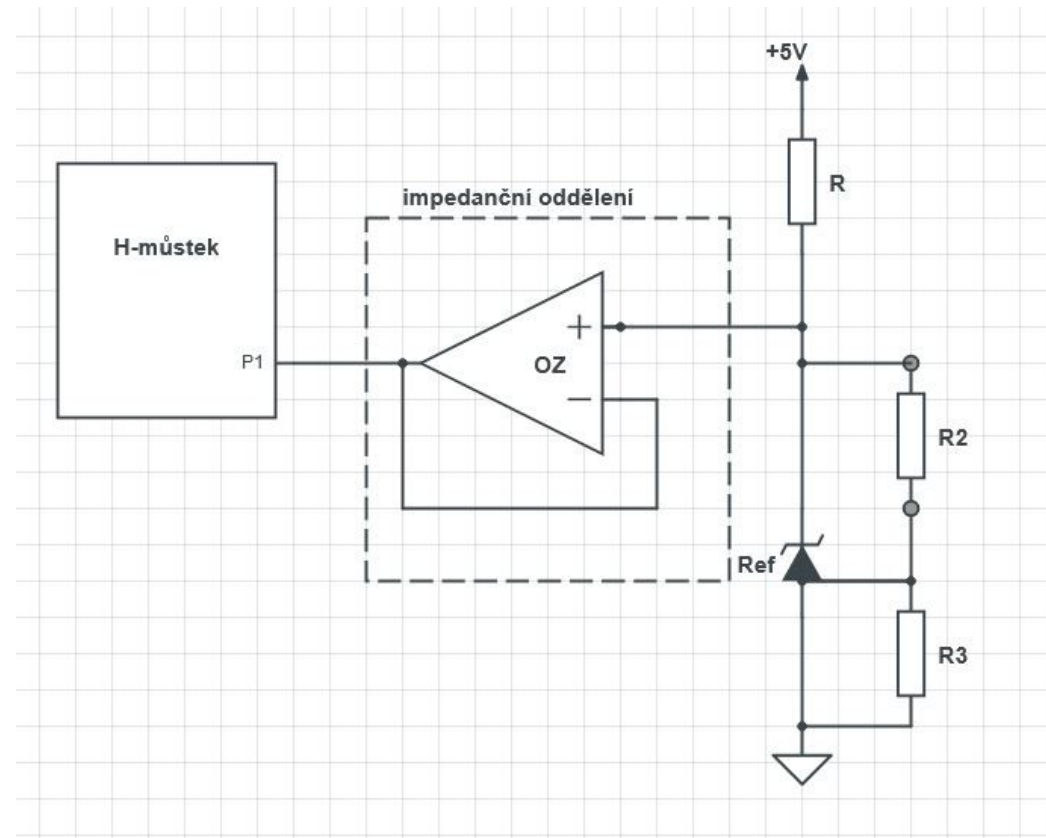 +5V
R
impedanční oddělení
H-můstek
+
OZ
P1
−
R2
Ref
R3